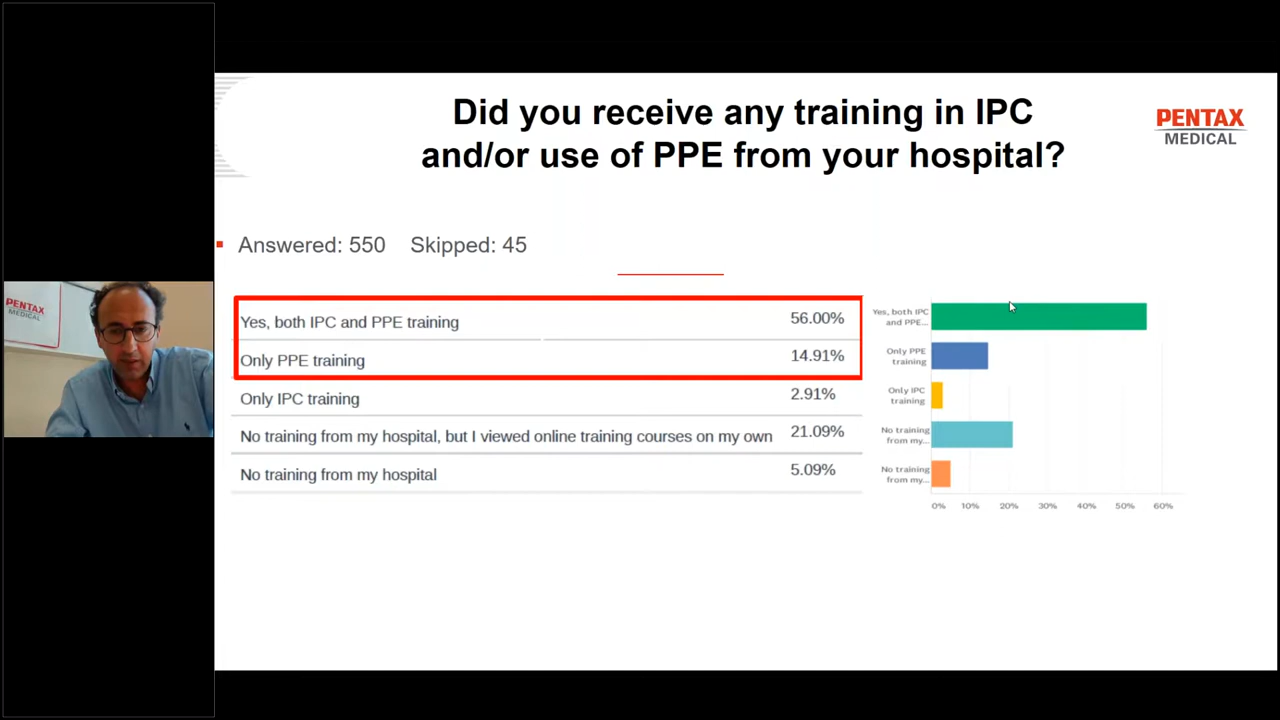 Did you receive any training in IPC
and/or use of PPE from your hospital?
PENTAX
MEDICAL
Answered: 550 Skipped: 45
PENTAX
MEDICAL
Yes, both IPC and PPE training 56.00%
Only PPE training 14.91%
Only IPC training 2.91%
No training from my hospital, but I viewed online training courses on my own 21.09%
No training from my hospital 5.09%
Yes, both IPC
and PPE...
Only PPE
training
Only IPC
training
No training
from my...
No training
from my...
0% 10% 20% 30% 40% 50% 60%